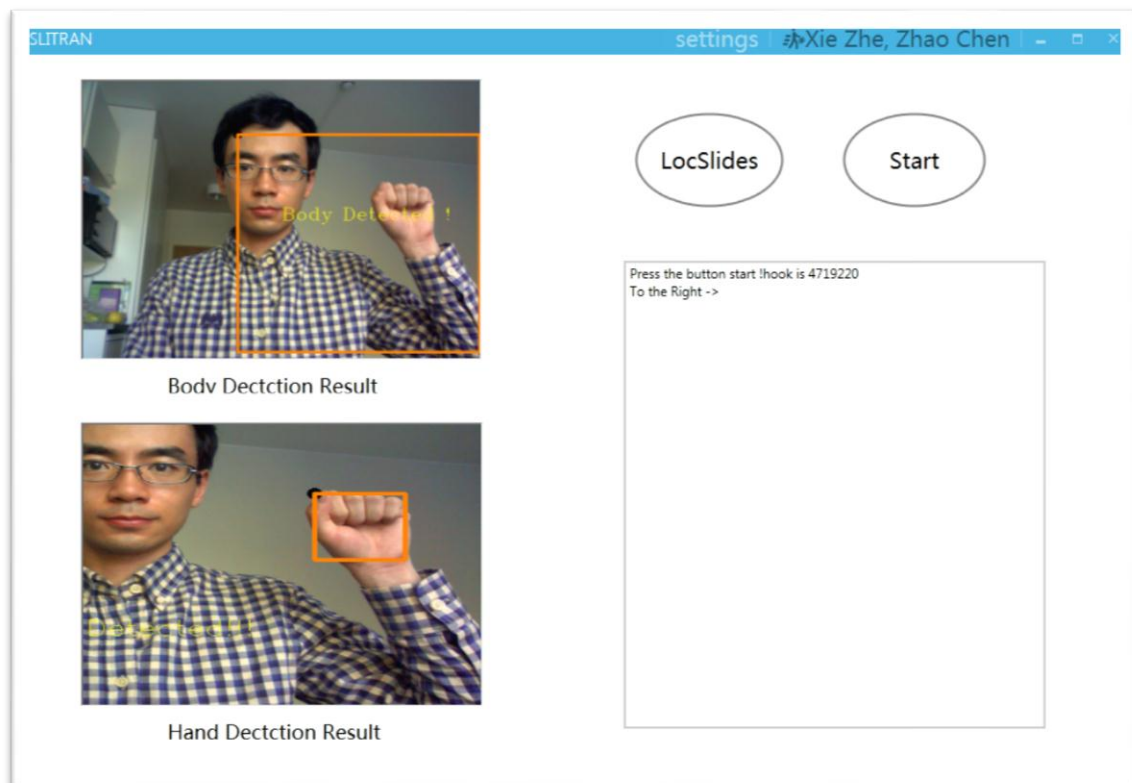 SLITRAN
settings Xie Zhe, Zhao Chen
Body Detected !
LocSlides
Start
Press the button start !hook is 4719220
To the Right ->
Body Dectction Result
Detected!!
Hand Dectction Result